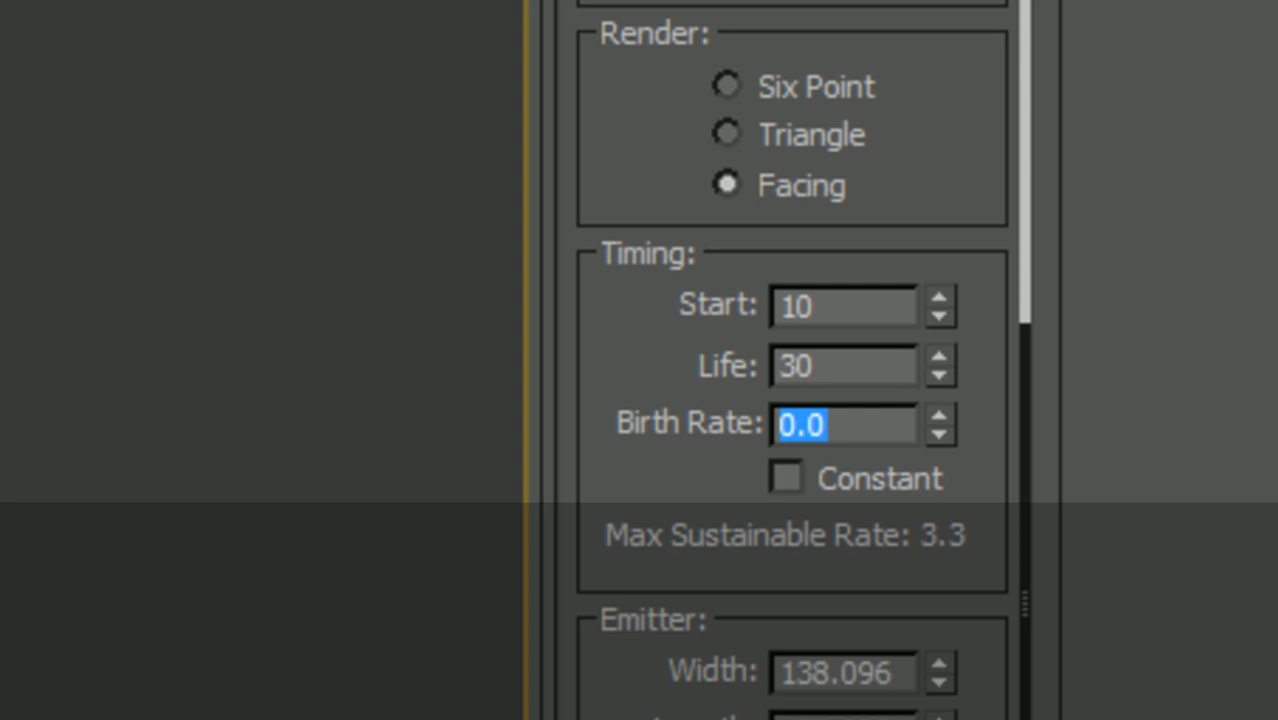 Render:
Six Point
Triangle
Facing
Timing:
Start: 10
Life: 30
Birth Rate: 0.0
Constant
Max Sustainable Rate: 3.3
Emitter:
Width: 138.096